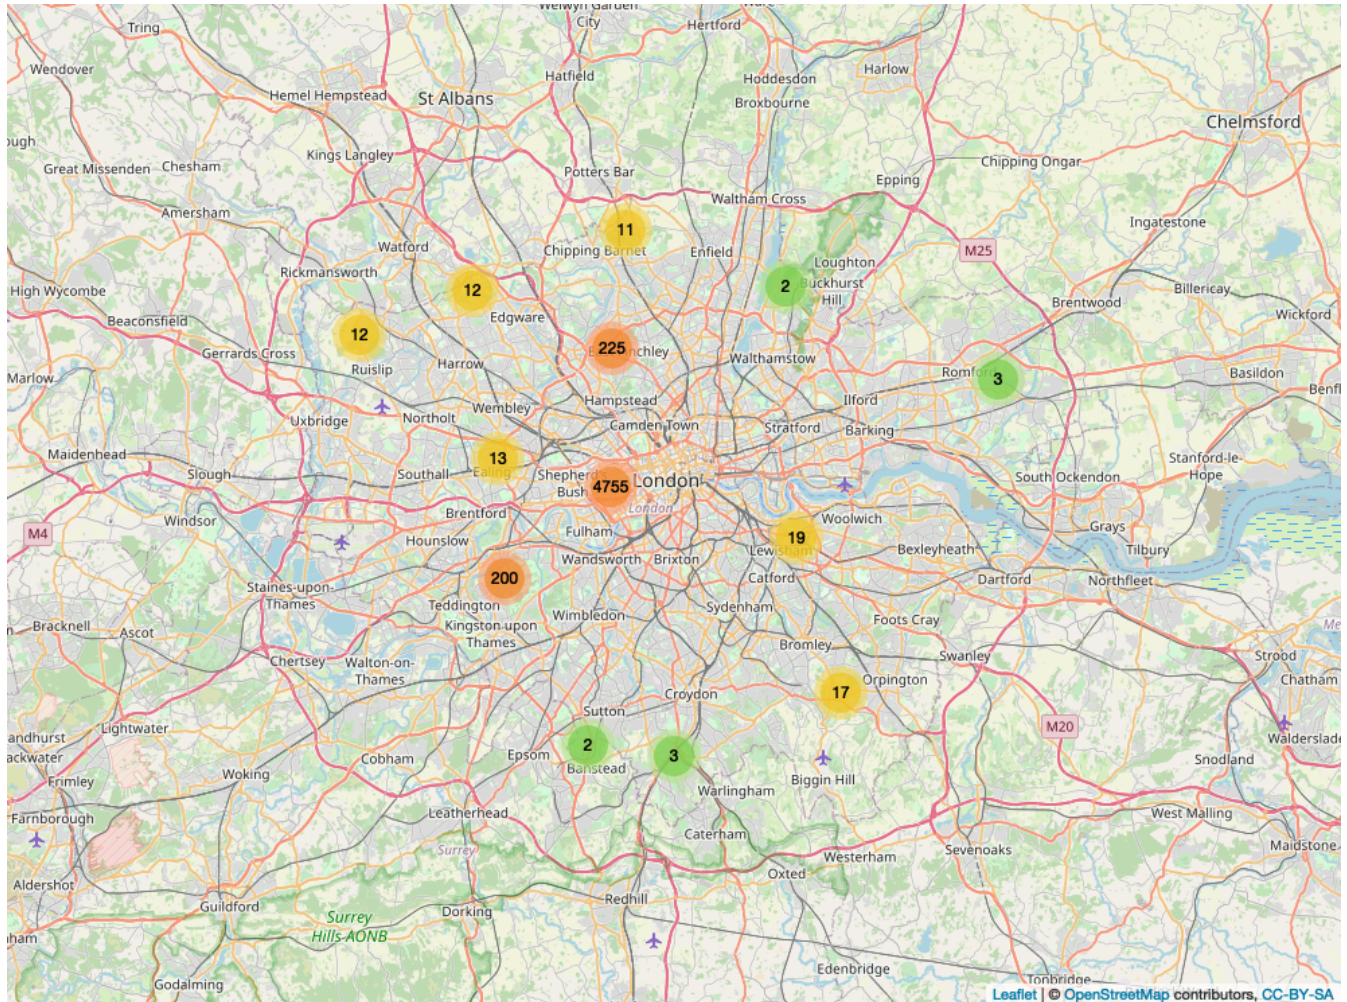 Welwyn Garden
City
Ware
Hertford
Tring
Wendover
Hatfield
Hoddesdon
Harlow
Hemel Hempstead
St Albans
Broxbourne
Chelmsford
Kings Langley
Great Missenden
Chesham
Potters Bar
Chipping Ongar
Epping
Waltham Cross
Amersham
Ingatestone
11
Watford
Chipping Barnet
Enfield
M25
Loughton
Rickmansworth
12
2
Buckhurst
Hill
High Wycombe
Billericay
Brentwood
Beaconsfield
Edgware
Wickford
12
225
Gerrards Cross
Ruislip
Harrow
Walthamstow
Romford
3
Basildon
Marlow
Hampstead
Ilford
Wembley
Northolt
Uxbridge
Camden Town
Stratford
Barking
Maidenhead
13
Ealing
Slough
Southall
Shepherd's
Bush
4755
London
London
South Ockendon
Stanford-le-
Hope
Windsor
Brentford
Woolwich
M4
Hounslow
Fulham
19
Lewisham
Grays
Bexleyheath
Tilbury
Wandsworth
Brixton
200
Catford
Dartford
Northfleet
Staines-upon-
Thames
Teddington
Wimbledon
Sydenham
Kingston upon
Thames
Foots Cray
Bracknell
Ascot
Bromley
Swanley
Strood
Chertsey
Walton-on-
Thames
17
Orpington
Chatham
Croydon
Sutton
Lightwater
M20
2
3
Epsom
Banstead
Cobham
Snodland
Woking
Biggin Hill
Frimley
Warlingham
Leatherhead
Farnborough
West Malling
Caterham
Surrey
Westerham
Sevenoaks
Maidstone
Oxted
Aldershot
Redhill
Guildford
Dorking
Surrey
Hills AONB
Edenbridge
Godalming
Tonbridge
Leaflet | © OpenStreetMap contributors, CC-BY-SA